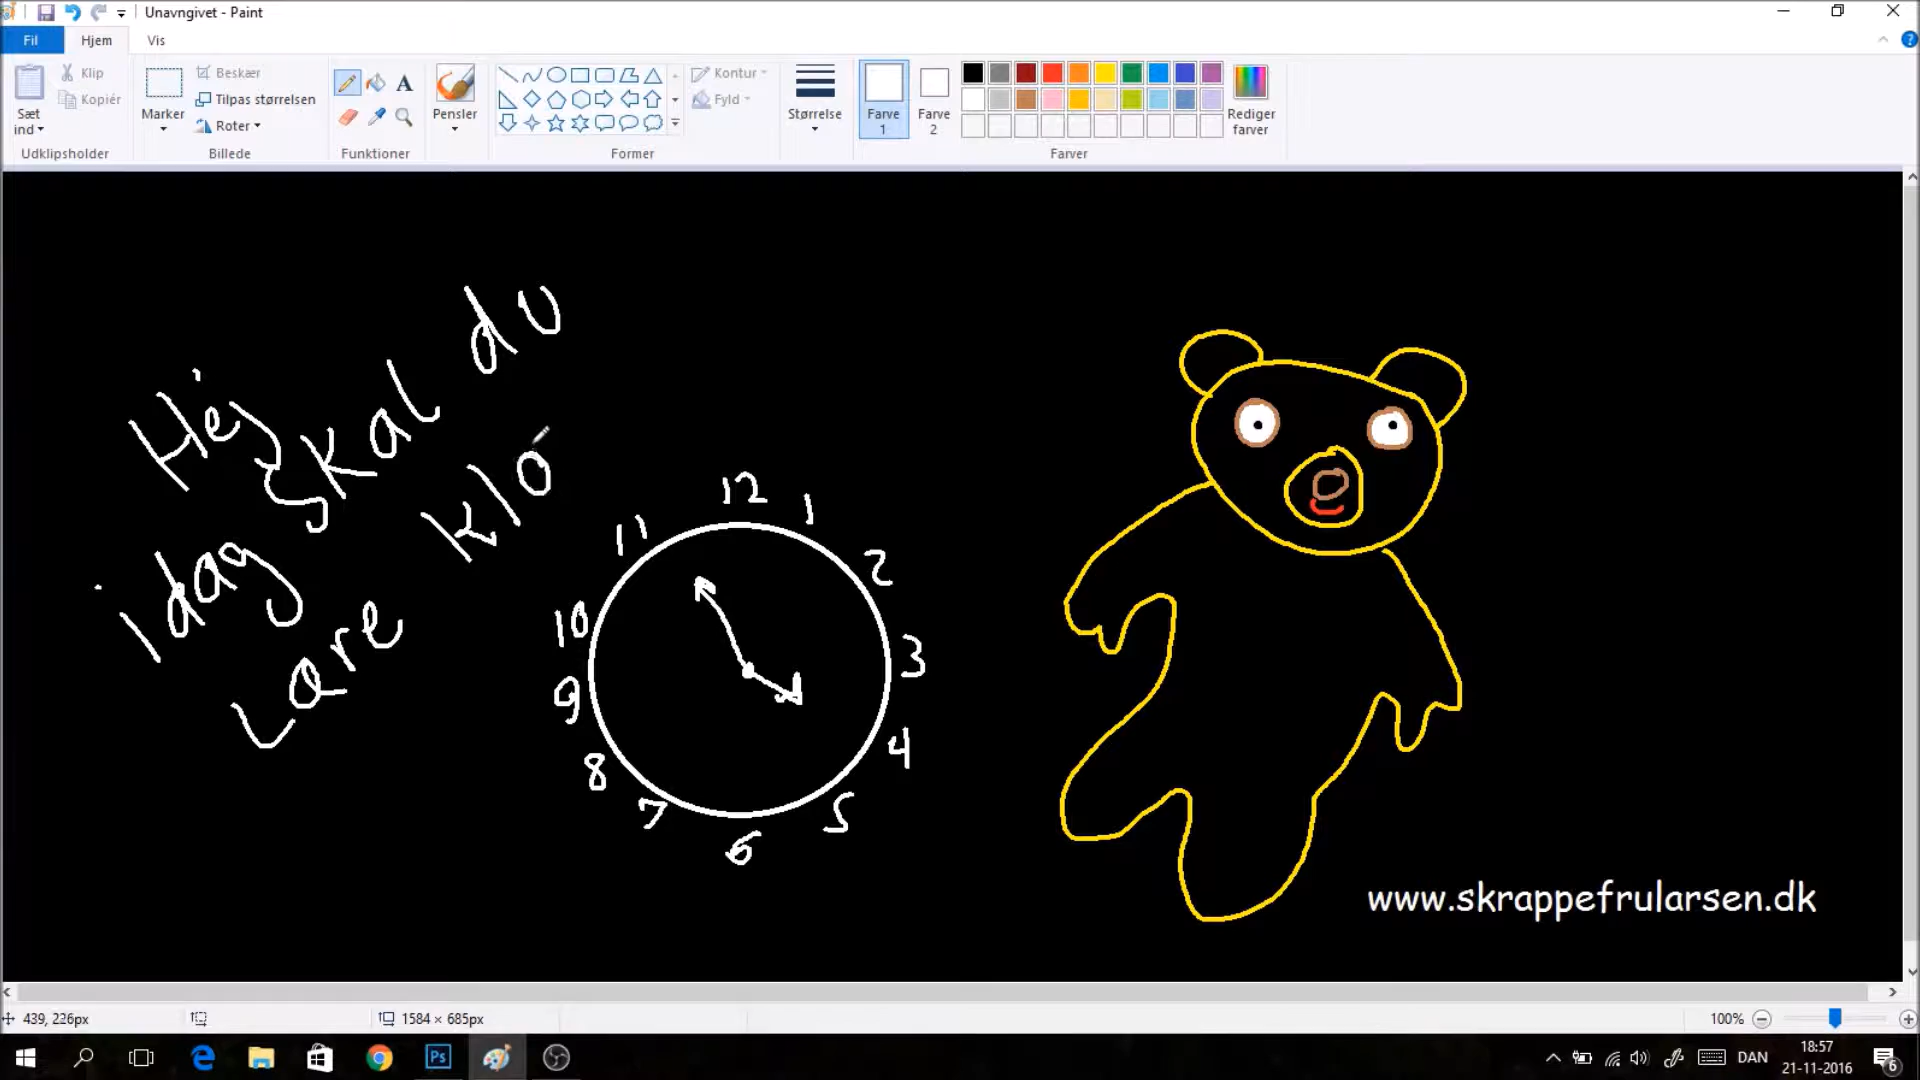 Unavngivet - Paint
Fil Hjem Vis
Sæt ind
Klip
Kopiér
Udklipsholder
Marker
Beskær
Tilpas størrelsen
Roter
Billede
A
Funktioner
Pensler
Former
Kontur
Fyld
Størrelse
Farve 1
Farve 2
Rediger farver
Farver
Hej skal du
idag
Lære klo
12
1
2
3
4
5
6
7
8
9
10
11
www.skrappefrularsen.dk
439, 226px
1584 × 685px
100%
Ps
DAN
18:57
21-11-2016
6